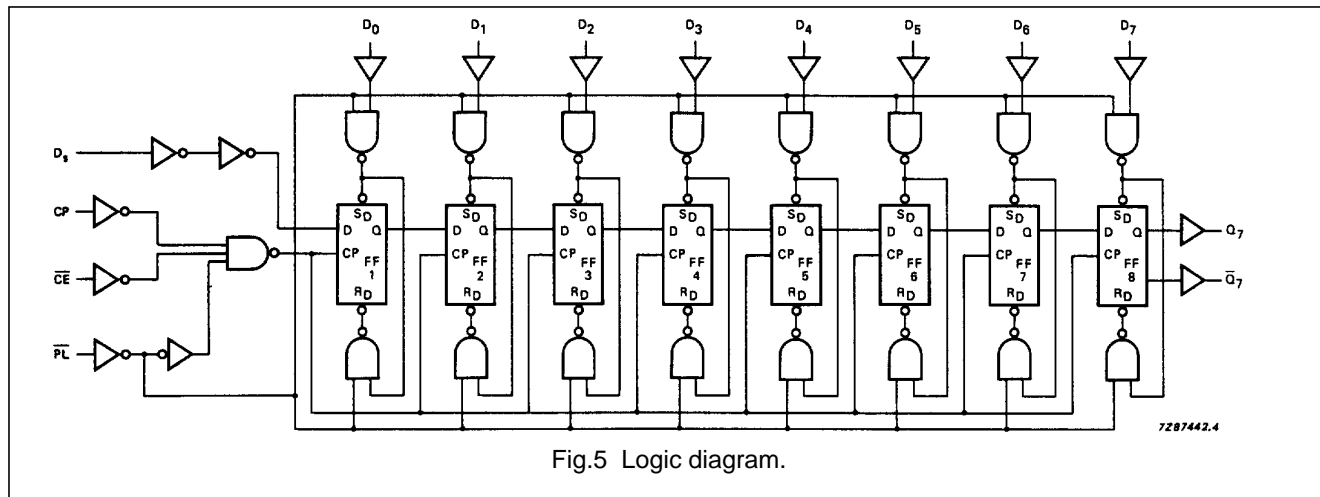 D0 D1 D2 D3 D4 D5 D6 D7
Ds
CP
C̅E̅
P̅L̅
SD SD SD SD SD SD SD SD
D Q D Q D Q D Q D Q D Q D Q D Q
Q7
CP CP CP CP CP CP CP CP
FF FF FF FF FF FF FF FF
1 2 3 4 5 6 7 8
Q̅7
RD RD RD RD RD RD RD RD
7Z87442.4
Fig.5 Logic diagram.